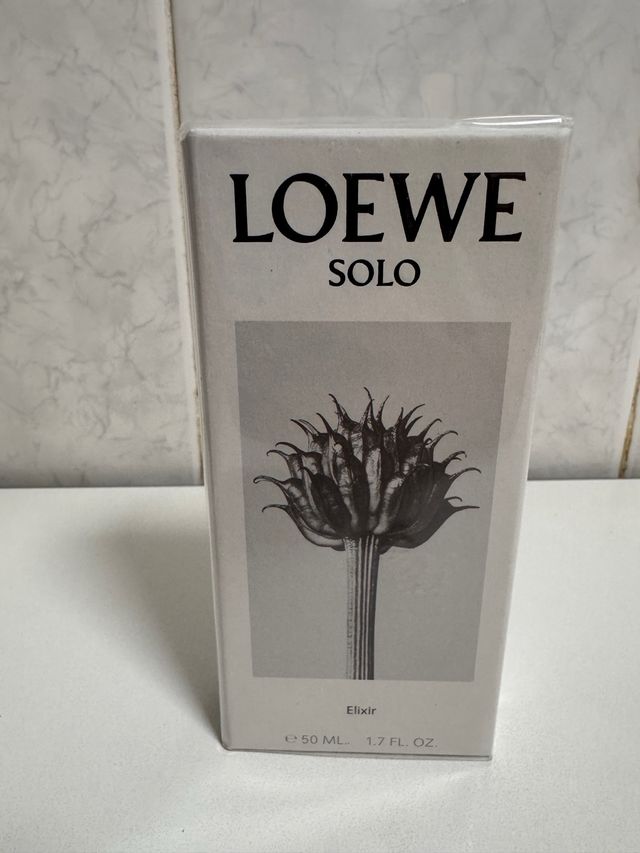 LOEWE
SOLO
Elixir
℮ 50 ML. 1.7 FL. OZ.